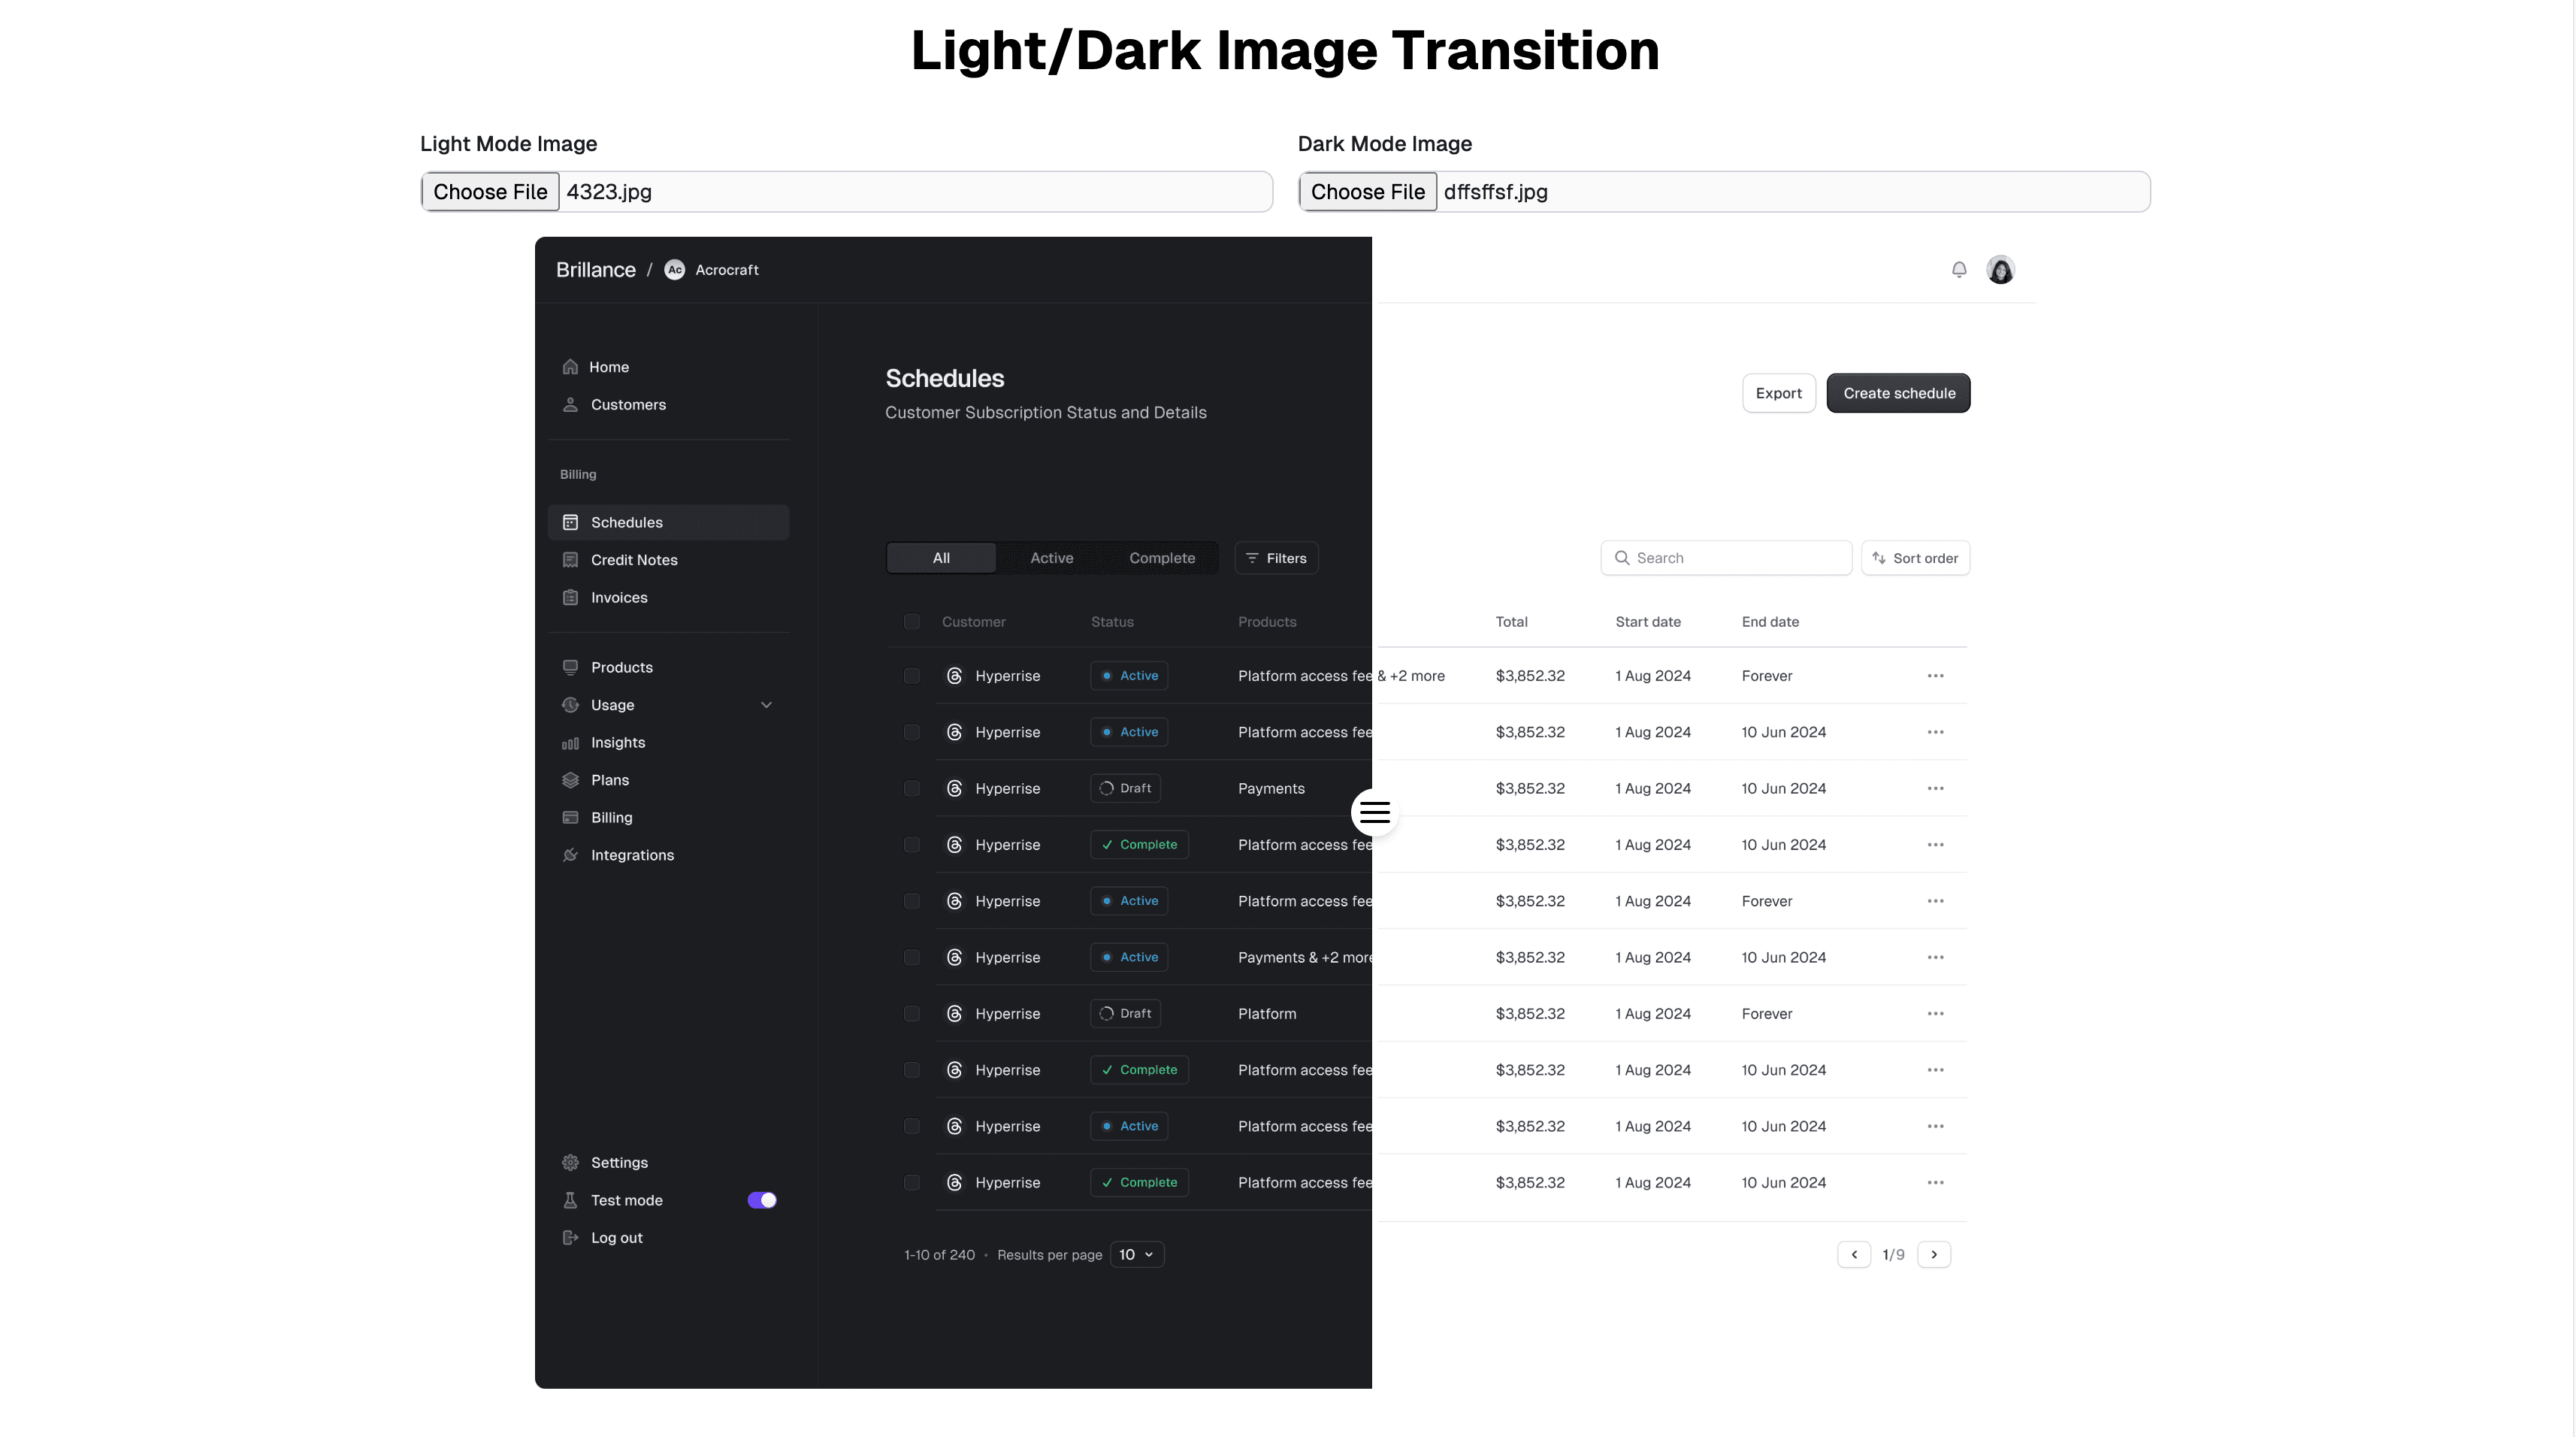 Light/Dark Image Transition
Light Mode Image
Dark Mode Image
Choose File 4323.jpg
Choose File dffsffsf.jpg
Brillance / Ac Acrocraft
Home
Customers
Billing
Schedules
Credit Notes
Invoices
Products
Usage
Insights
Plans
Billing
Integrations
Settings
Test mode
Log out
Schedules
Customer Subscription Status and Details
Export Create schedule
All Active Complete Filters Search Sort order
Customer Status Products Total Start date End date
Hyperrise Active Platform access fee & +2 more $3,852.32 1 Aug 2024 Forever
Hyperrise Active Platform access fee $3,852.32 1 Aug 2024 10 Jun 2024
Hyperrise Draft Payments $3,852.32 1 Aug 2024 10 Jun 2024
Hyperrise Complete Platform access fee $3,852.32 1 Aug 2024 10 Jun 2024
Hyperrise Active Platform access fee $3,852.32 1 Aug 2024 Forever
Hyperrise Active Payments & +2 more $3,852.32 1 Aug 2024 10 Jun 2024
Hyperrise Draft Platform $3,852.32 1 Aug 2024 Forever
Hyperrise Complete Platform access fee $3,852.32 1 Aug 2024 10 Jun 2024
Hyperrise Active Platform access fee $3,852.32 1 Aug 2024 10 Jun 2024
Hyperrise Complete Platform access fee $3,852.32 1 Aug 2024 10 Jun 2024
1-10 of 240 • Results per page 10 1/9